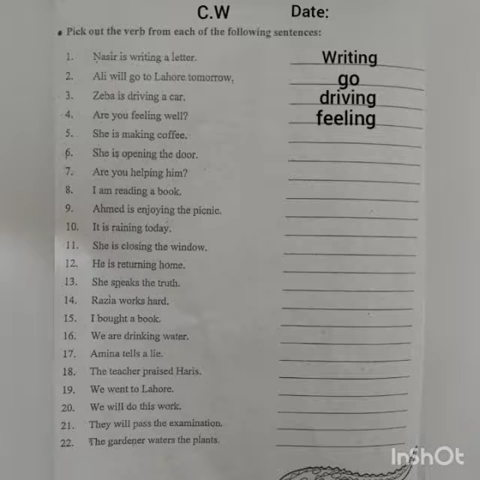 C.W Date:
• Pick out the verb from each of the following sentences:
1. Nasir is writing a letter. Writing
2. Ali will go to Lahore tomorrow. go
3. Zeba is driving a car. driving
4. Are you feeling well? feeling
5. She is making coffee.
6. She is opening the door.
7. Are you helping him?
8. I am reading a book.
9. Ahmed is enjoying the picnic.
10. It is raining today.
11. She is closing the window.
12. He is returning home.
13. She speaks the truth.
14. Razia works hard.
15. I bought a book.
16. We are drinking water.
17. Amina tells a lie.
18. The teacher praised Haris.
19. We went to Lahore.
20. We will do this work.
21. They will pass the examination.
22. The gardener waters the plants.
InShOt